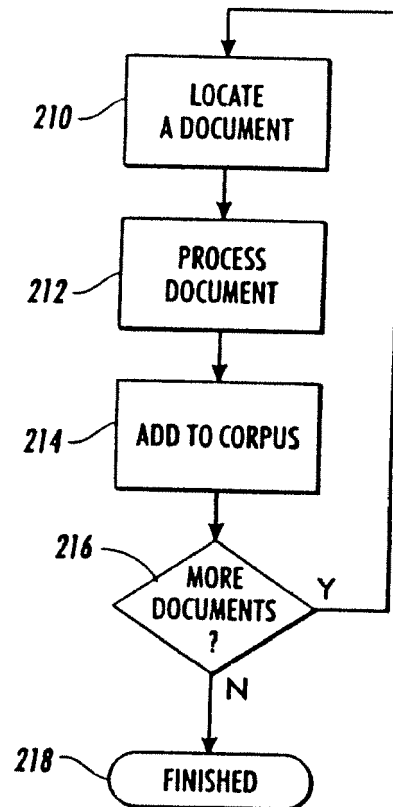 210
LOCATE
A DOCUMENT
212
PROCESS
DOCUMENT
214
ADD TO CORPUS
216
MORE
DOCUMENTS
?
Y
N
218
FINISHED